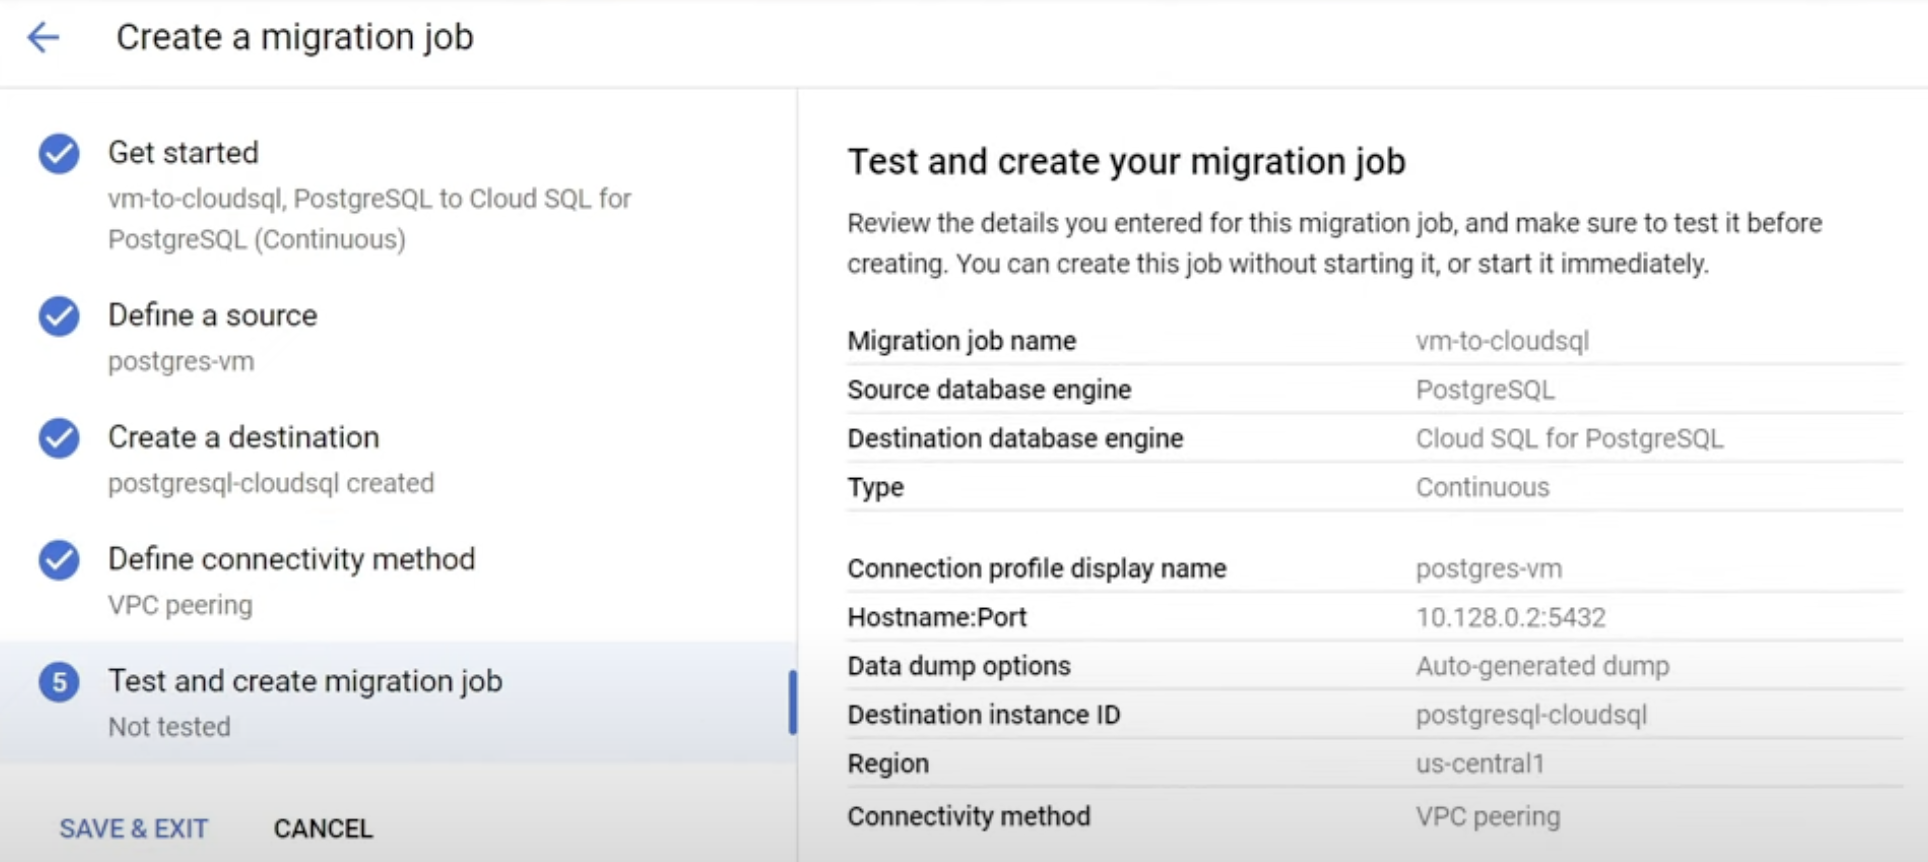 Create a migration job
Get started
vm-to-cloudsql, PostgreSQL to Cloud SQL for
PostgreSQL (Continuous)
Define a source
postgres-vm
Create a destination
postgresql-cloudsql created
Define connectivity method
VPC peering
5 Test and create migration job
Not tested
SAVE & EXIT CANCEL
Test and create your migration job
Review the details you entered for this migration job, and make sure to test it before
creating. You can create this job without starting it, or start it immediately.
Migration job name vm-to-cloudsql
Source database engine PostgreSQL
Destination database engine Cloud SQL for PostgreSQL
Type Continuous
Connection profile display name postgres-vm
Hostname:Port 10.128.0.2:5432
Data dump options Auto-generated dump
Destination instance ID postgresql-cloudsql
Region us-central1
Connectivity method VPC peering